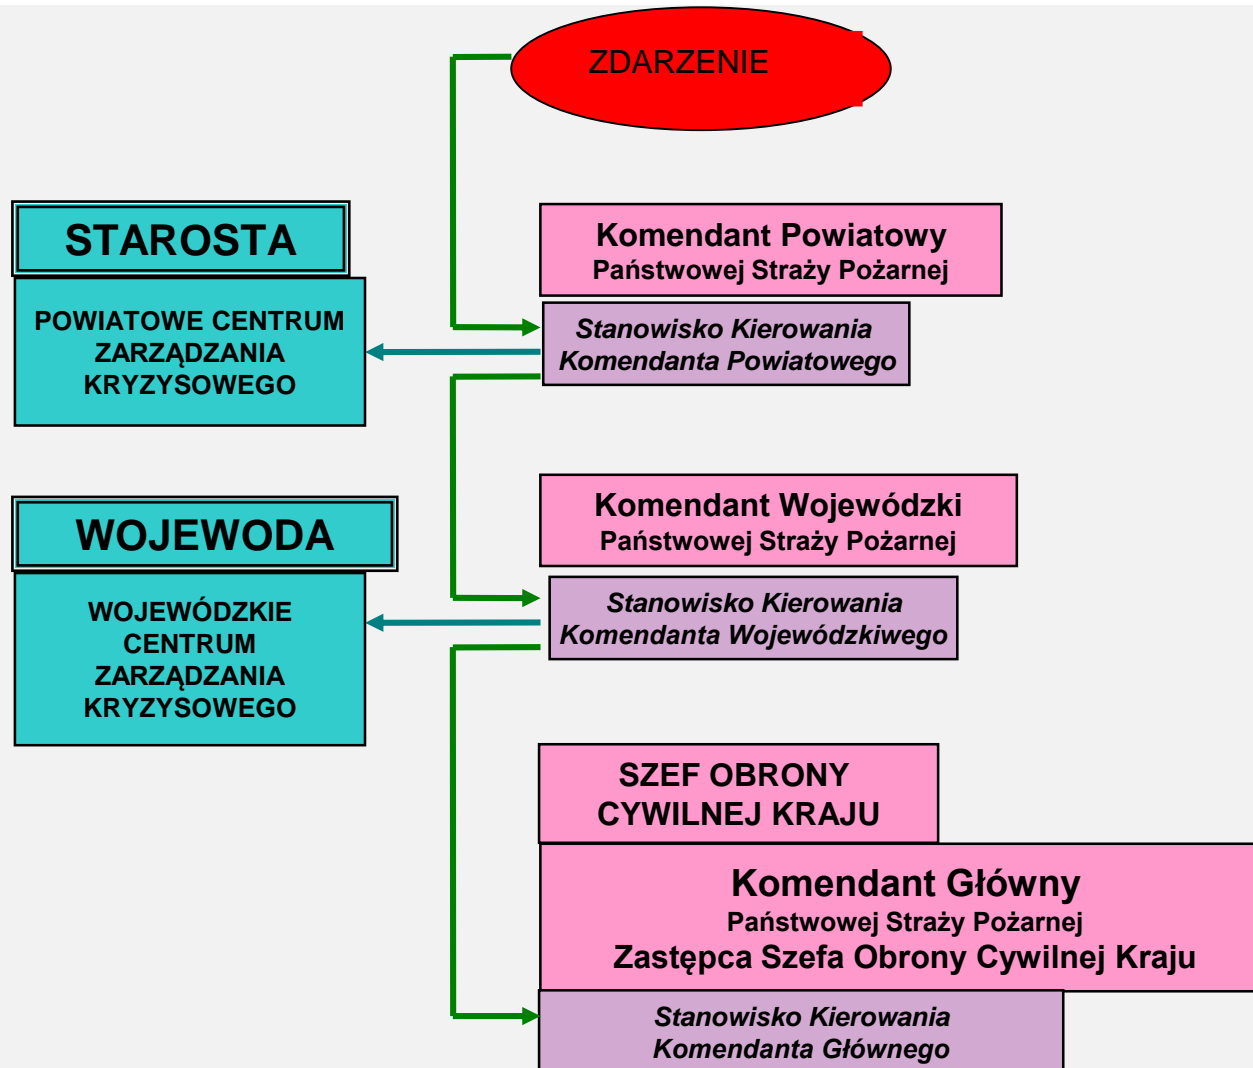 ZDARZENIE
STAROSTA
POWIATOWE CENTRUM
ZARZĄDZANIA
KRYZYSOWEGO
Komendant Powiatowy
Państwowej Straży Pożarnej
Stanowisko Kierowania
Komendanta Powiatowego
WOJEWODA
WOJEWÓDZKIE
CENTRUM
ZARZĄDZANIA
KRYZYSOWEGO
Komendant Wojewódzki
Państwowej Straży Pożarnej
Stanowisko Kierowania
Komendanta Wojewódzkiwego
SZEF OBRONY
CYWILNEJ KRAJU
Komendant Główny
Państwowej Straży Pożarnej
Zastępca Szefa Obrony Cywilnej Kraju
Stanowisko Kierowania
Komendanta Głównego